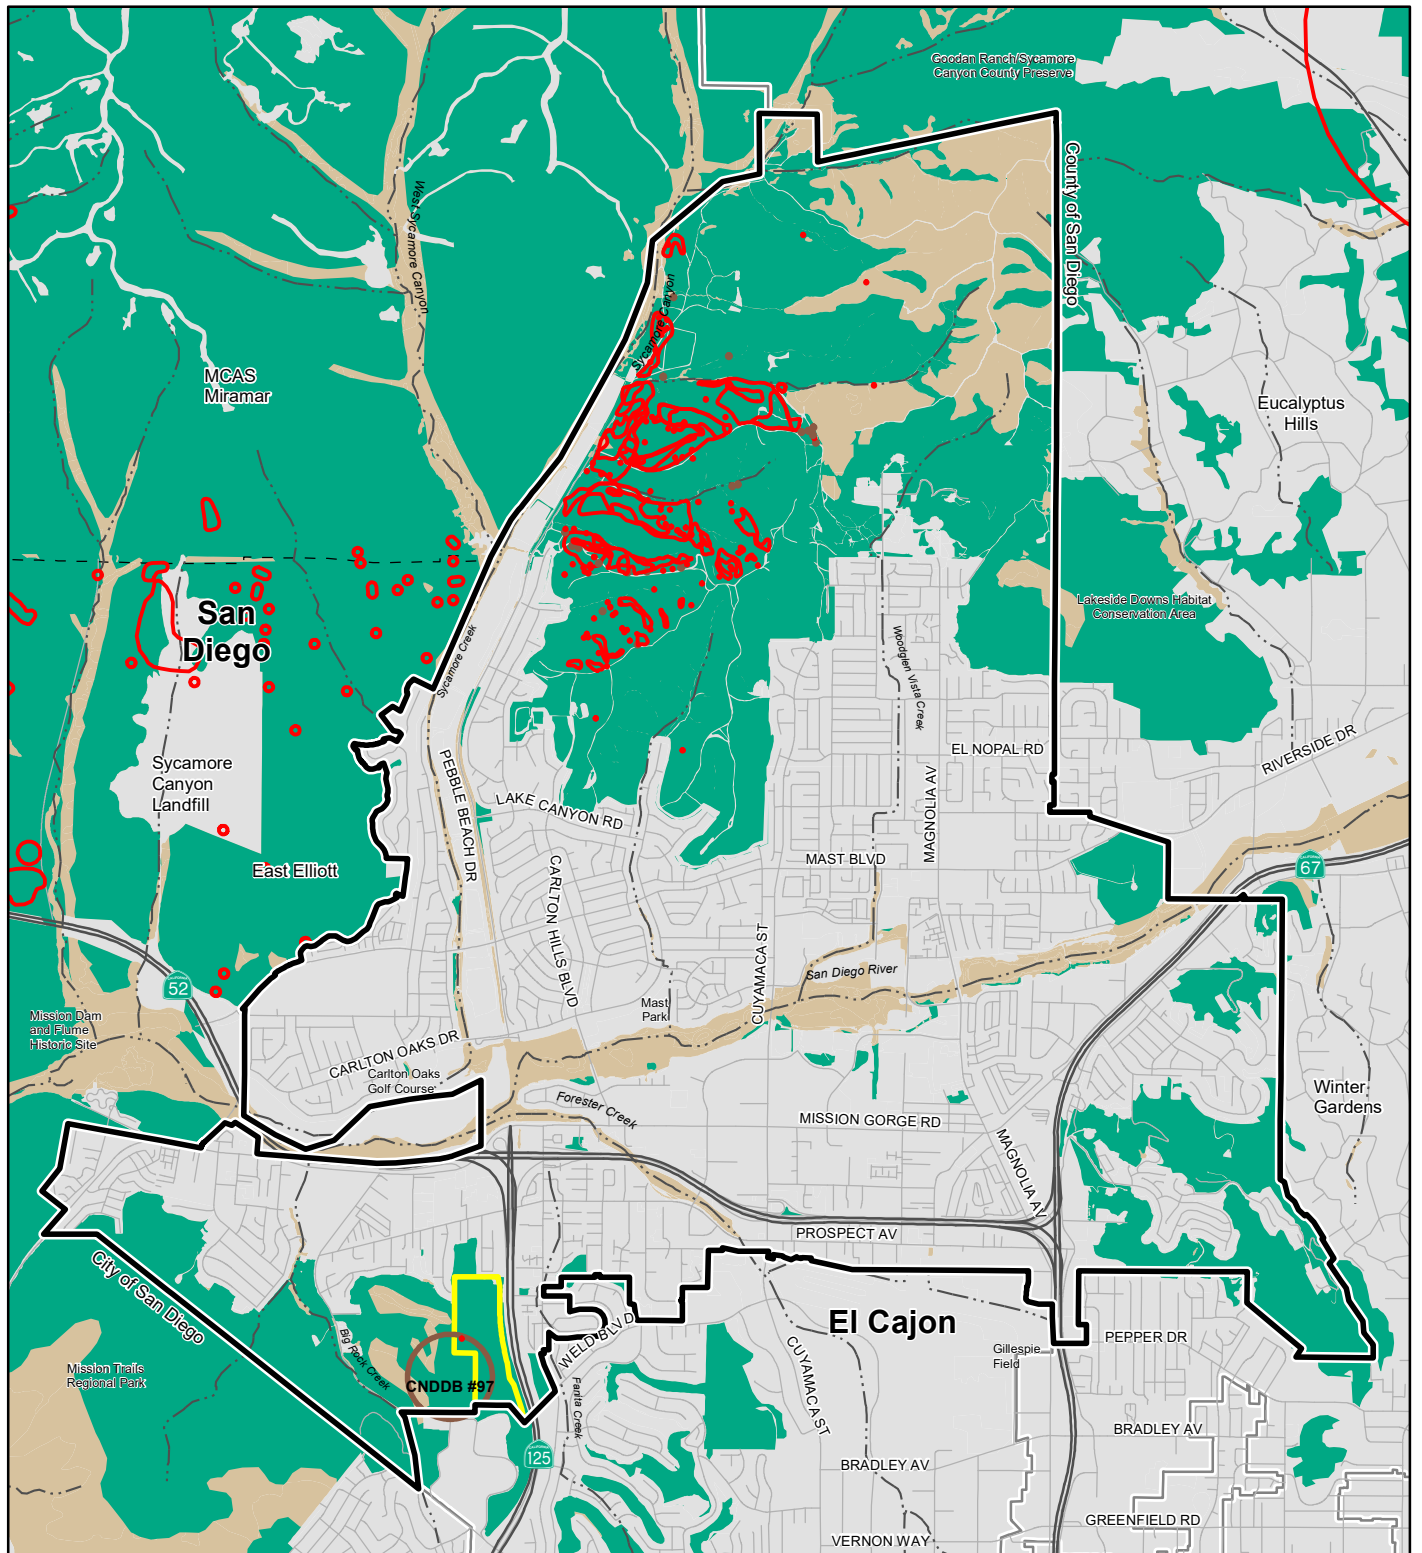 Goodan Ranch/Sycamore
Canyon County Preserve
County of San Diego
West Sycamore Canyon
Sycamore Canyon
MCAS
Miramar
Eucalyptus
Hills
San
Diego
Lakeside Downs Habitat
Conservation Area
Sycamore Creek
Woodglen Vista Creek
EL NOPAL RD
RIVERSIDE DR
Sycamore
Canyon
Landfill
PEBBLE BEACH DR
LAKE CANYON RD
MAGNOLIA AV
MAST BLVD
CALIFORNIA
67
East Elliott
CARLTON HILLS BLVD
CUYAMACA ST
San Diego River
CALIFORNIA
52
Mast
Park
Mission Dam
and Flume
Historic Site
CARLTON OAKS DR
Carlton Oaks
Golf Course
Forester Creek
MISSION GORGE RD
Winter
Gardens
MAGNOLIA AV
PROSPECT AV
City of San Diego
El Cajon
WELD BLVD
PEPPER DR
Gillespie
Field
Big Rock Creek
Mission Trails
Regional Park
CNDDB #97
Fanita Creek
CUYAMACA ST
BRADLEY AV
CALIFORNIA
125
BRADLEY AV
GREENFIELD RD
VERNON WAY